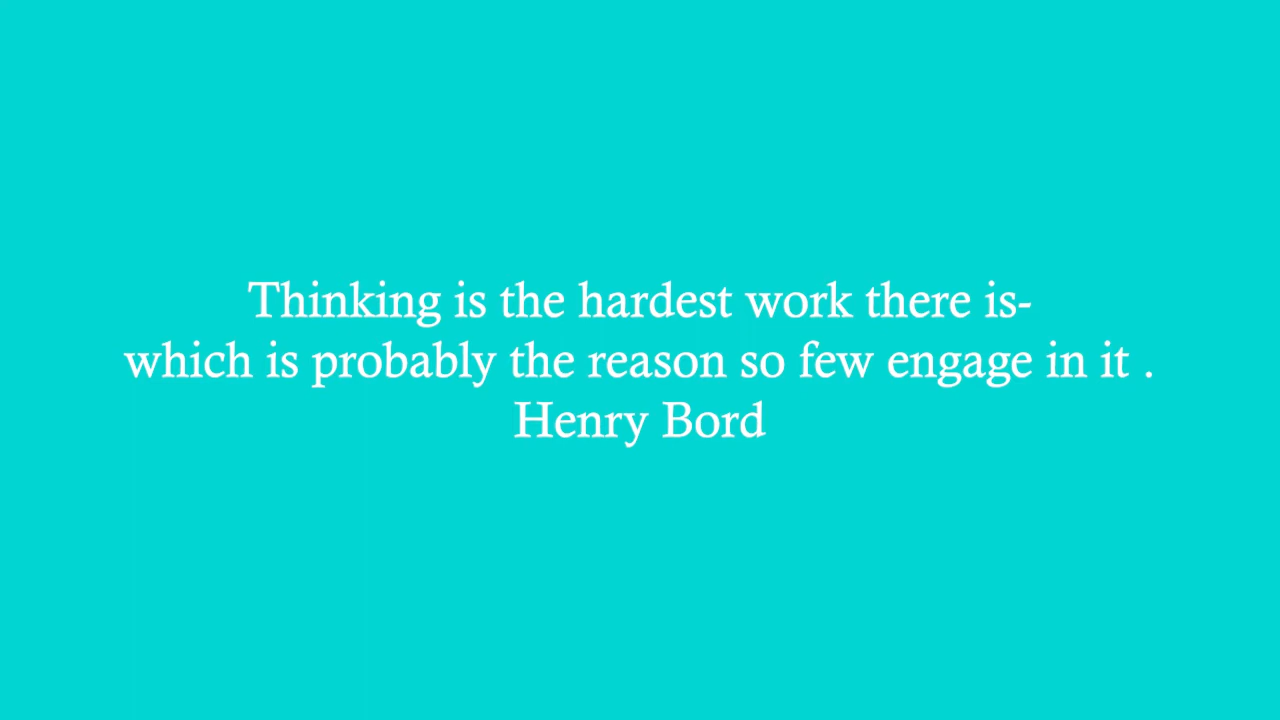 Thinking is the hardest work there is-
which is probably the reason so few engage in it .
Henry Bord